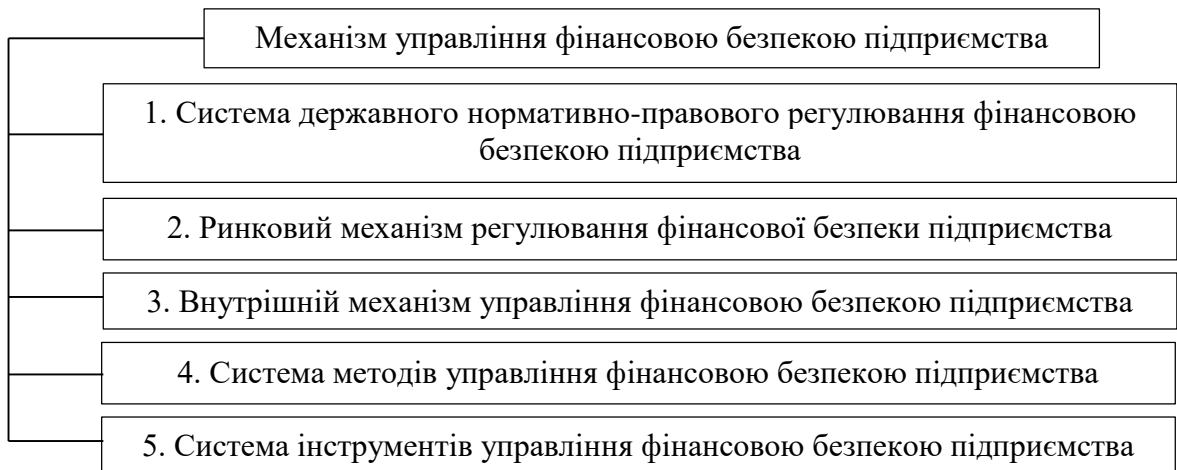 Механізм управління фінансовою безпекою підприємства
1. Система державного нормативно-правового регулювання фінансовою
безпекою підприємства
2. Ринковий механізм регулювання фінансової безпеки підприємства
3. Внутрішній механізм управління фінансовою безпекою підприємства
4. Система методів управління фінансовою безпекою підприємства
5. Система інструментів управління фінансовою безпекою підприємства